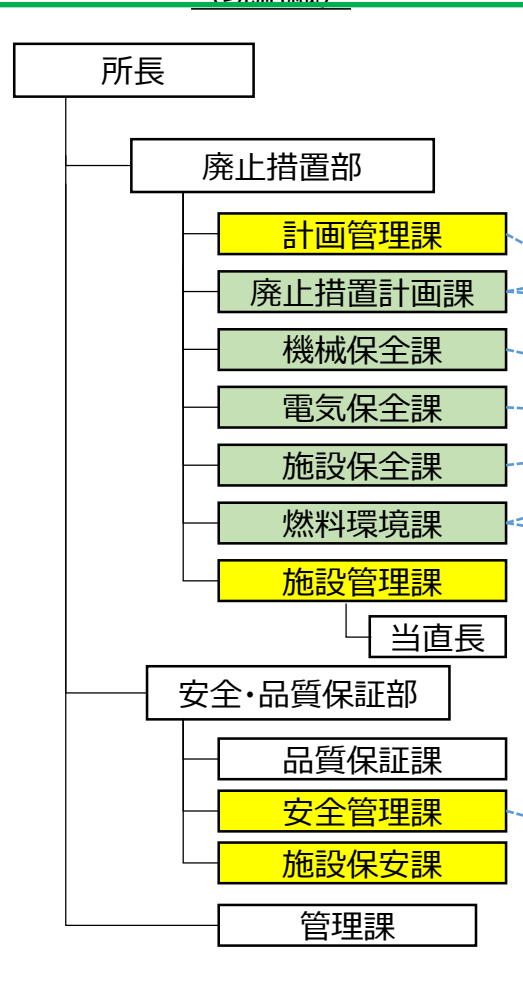 所長
廃止措置部
計画管理課
廃止措置計画課
機械保全課
電気保全課
施設保全課
燃料環境課
施設管理課
当直長
安全・品質保証部
品質保証課
安全管理課
施設保安課
管理課